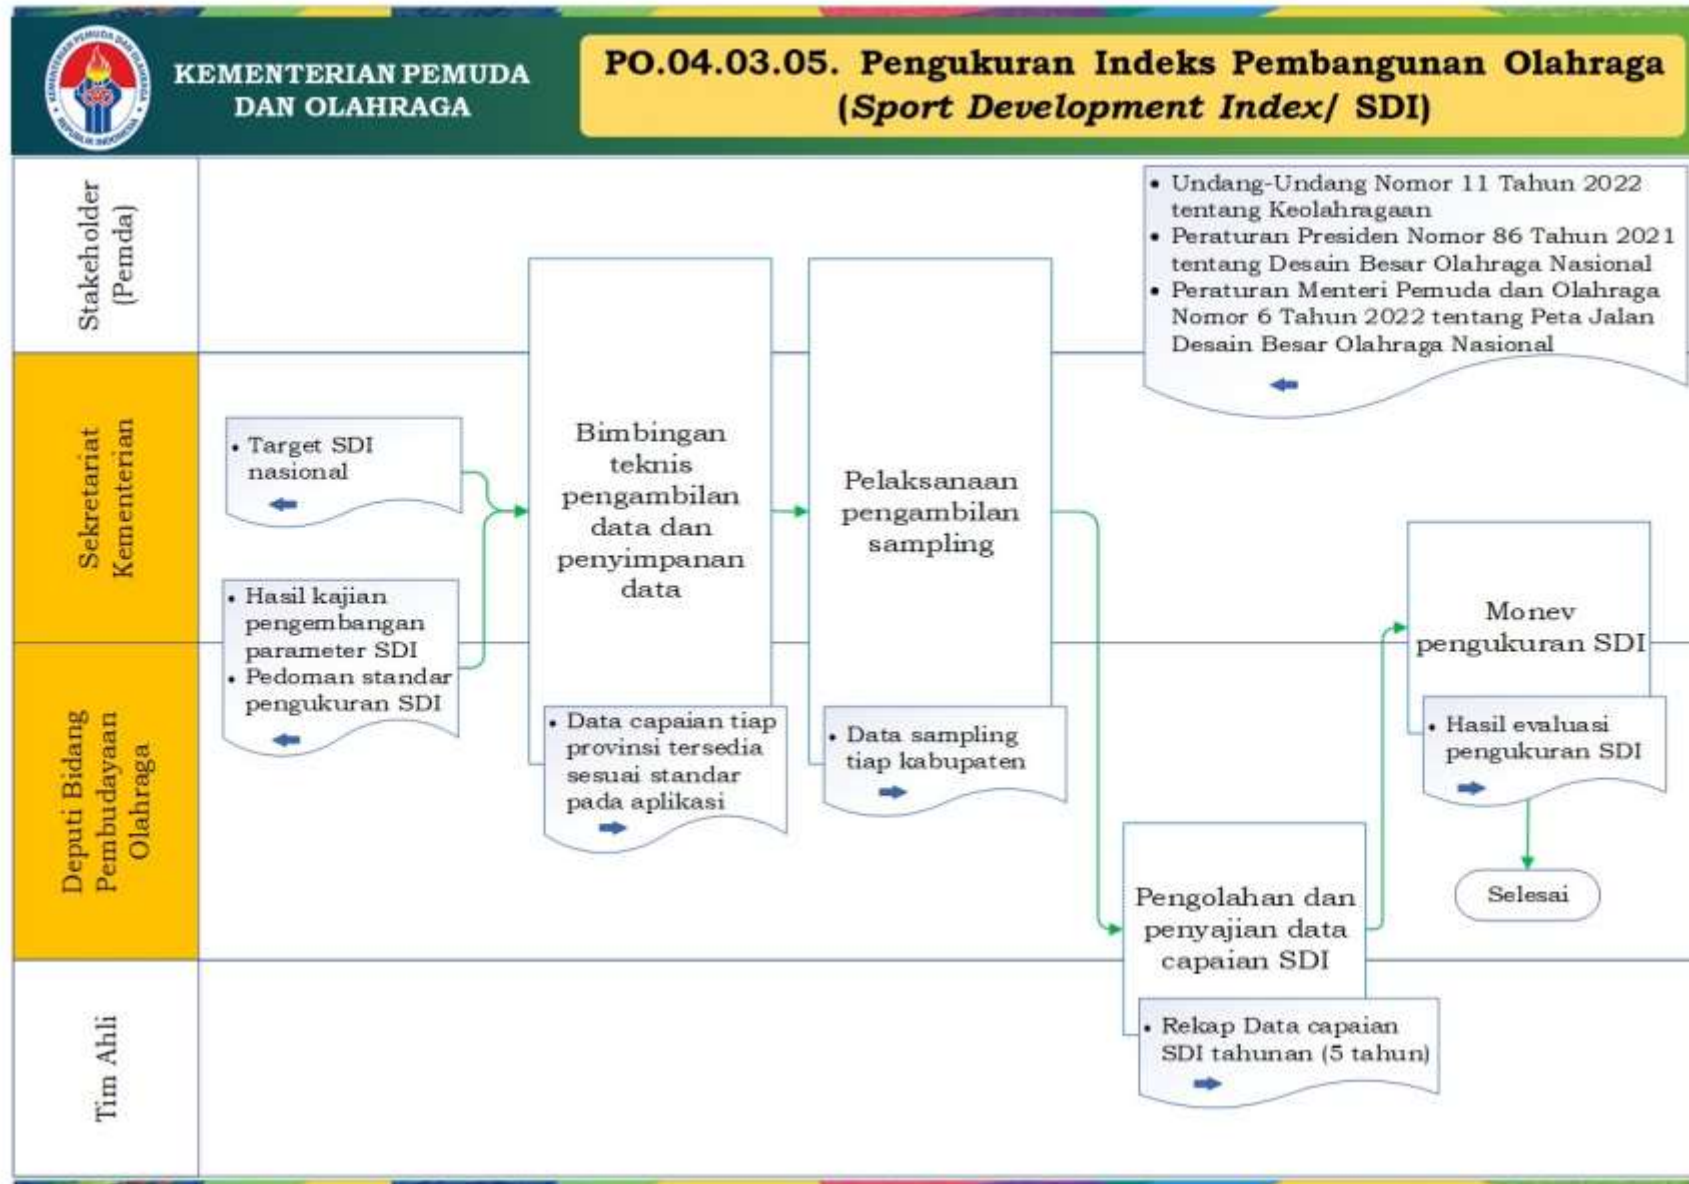 KEMENTERIAN PEMUDA DAN OLAHRAGA
REPUBLIK INDONESIA
KEMENTERIAN PEMUDA
DAN OLAHRAGA
PO.04.03.05. Pengukuran Indeks Pembangunan Olahraga
(Sport Development Index/ SDI)
Stakeholder
(Pemda)
• Undang-Undang Nomor 11 Tahun 2022
tentang Keolahragaan
• Peraturan Presiden Nomor 86 Tahun 2021
tentang Desain Besar Olahraga Nasional
• Peraturan Menteri Pemuda dan Olahraga
Nomor 6 Tahun 2022 tentang Peta Jalan
Desain Besar Olahraga Nasional
Sekretariat
Kementerian
• Target SDI
nasional
• Hasil kajian
pengembangan
parameter SDI
• Pedoman standar
pengukuran SDI
Bimbingan
teknis
pengambilan
data dan
penyimpanan
data
• Data capaian tiap
provinsi tersedia
sesuai standar
pada aplikasi
Pelaksanaan
pengambilan
sampling
• Data sampling
tiap kabupaten
Monev
pengukuran SDI
• Hasil evaluasi
pengukuran SDI
Selesai
Deputi Bidang
Pembudayaan
Olahraga
Pengolahan dan
penyajian data
capaian SDI
• Rekap Data capaian
SDI tahunan (5 tahun)
Tim Ahli